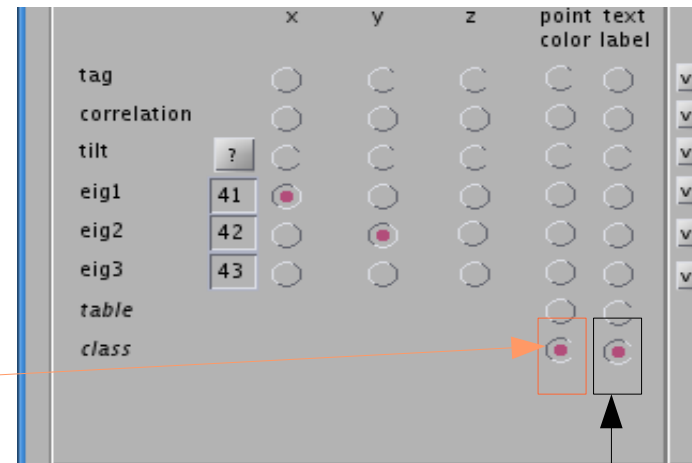 x y z point text
color label
tag v
correlation v
tilt ? v
eig1 41 v
eig2 42 v
eig3 43 v
table
class